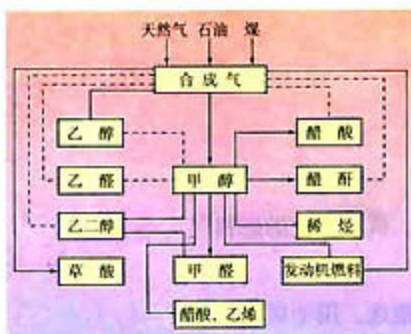 天然气 石油 煤
合成气
乙醇 醋酸
乙醛 甲醇 醋酐
乙二醇 烯烃
草酸 甲醛 发动机燃料
醋酸、乙烯